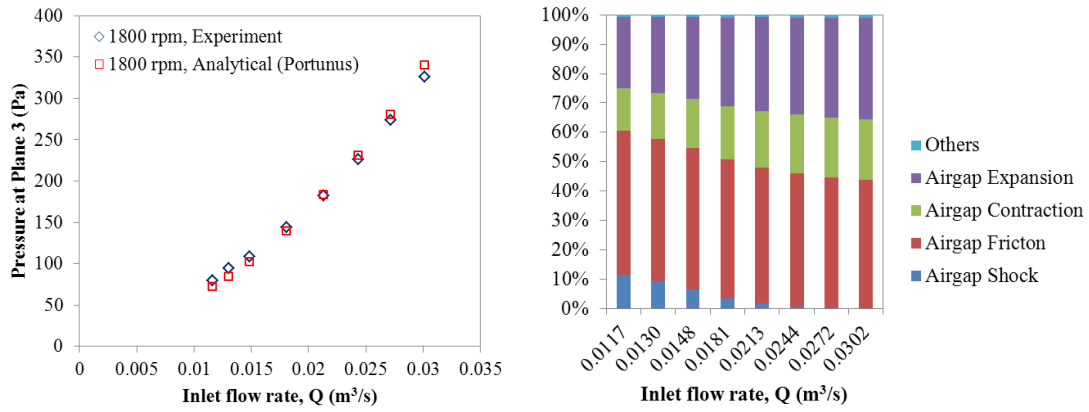 400
350
300
250
200
150
100
50
0
Pressure at Plane 3 (Pa)
1800 rpm, Experiment
1800 rpm, Analytical (Portunus)
0 0.005 0.01 0.015 0.02 0.025 0.03 0.035
Inlet flow rate, Q (m³/s)
100%
90%
80%
70%
60%
50%
40%
30%
20%
10%
0%
0.0117 0.0130 0.0148 0.0181 0.0213 0.0244 0.0272 0.0302
Inlet flow rate, Q (m³/s)
Others
Airgap Expansion
Airgap Contraction
Airgap Fricton
Airgap Shock